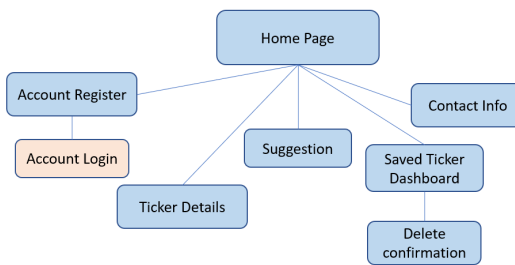 Home Page
Account Register
Contact Info
Account Login
Suggestion
Saved Ticker
Dashboard
Ticker Details
Delete
confirmation